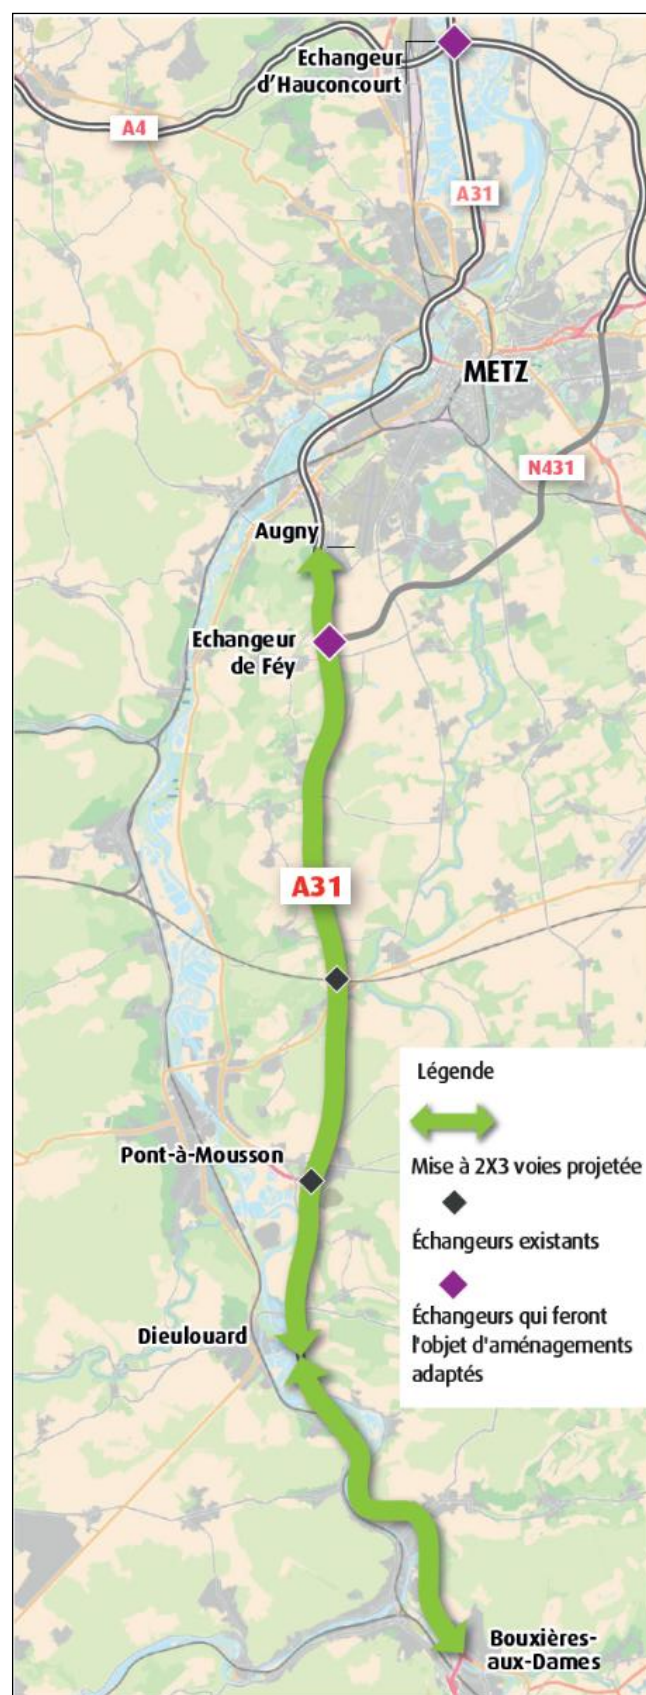 Echangeur
d'Hauconcourt
A4
A31
METZ
N431
Augny
Echangeur
de Féy
A31
Légende
Mise à 2X3 voies projetée
Échangeurs existants
Échangeurs qui feront
l'objet d'aménagements
adaptés
Pont-à-Mousson
Dieulouard
Bouxières-
aux-Dames